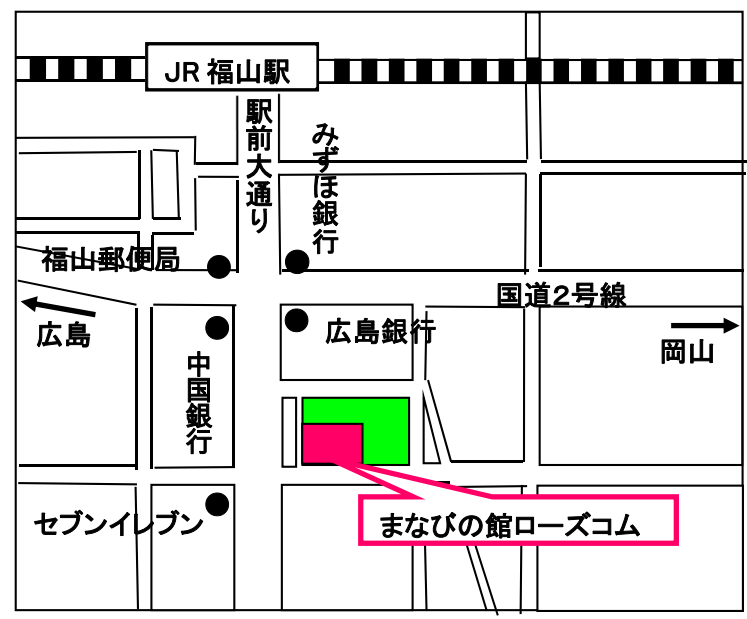 JR 福山駅
駅前大通り
みずほ銀行
福山郵便局
国道2号線
広島
広島銀行
岡山
中国銀行
セブンイレブン
まなびの館ローズコム